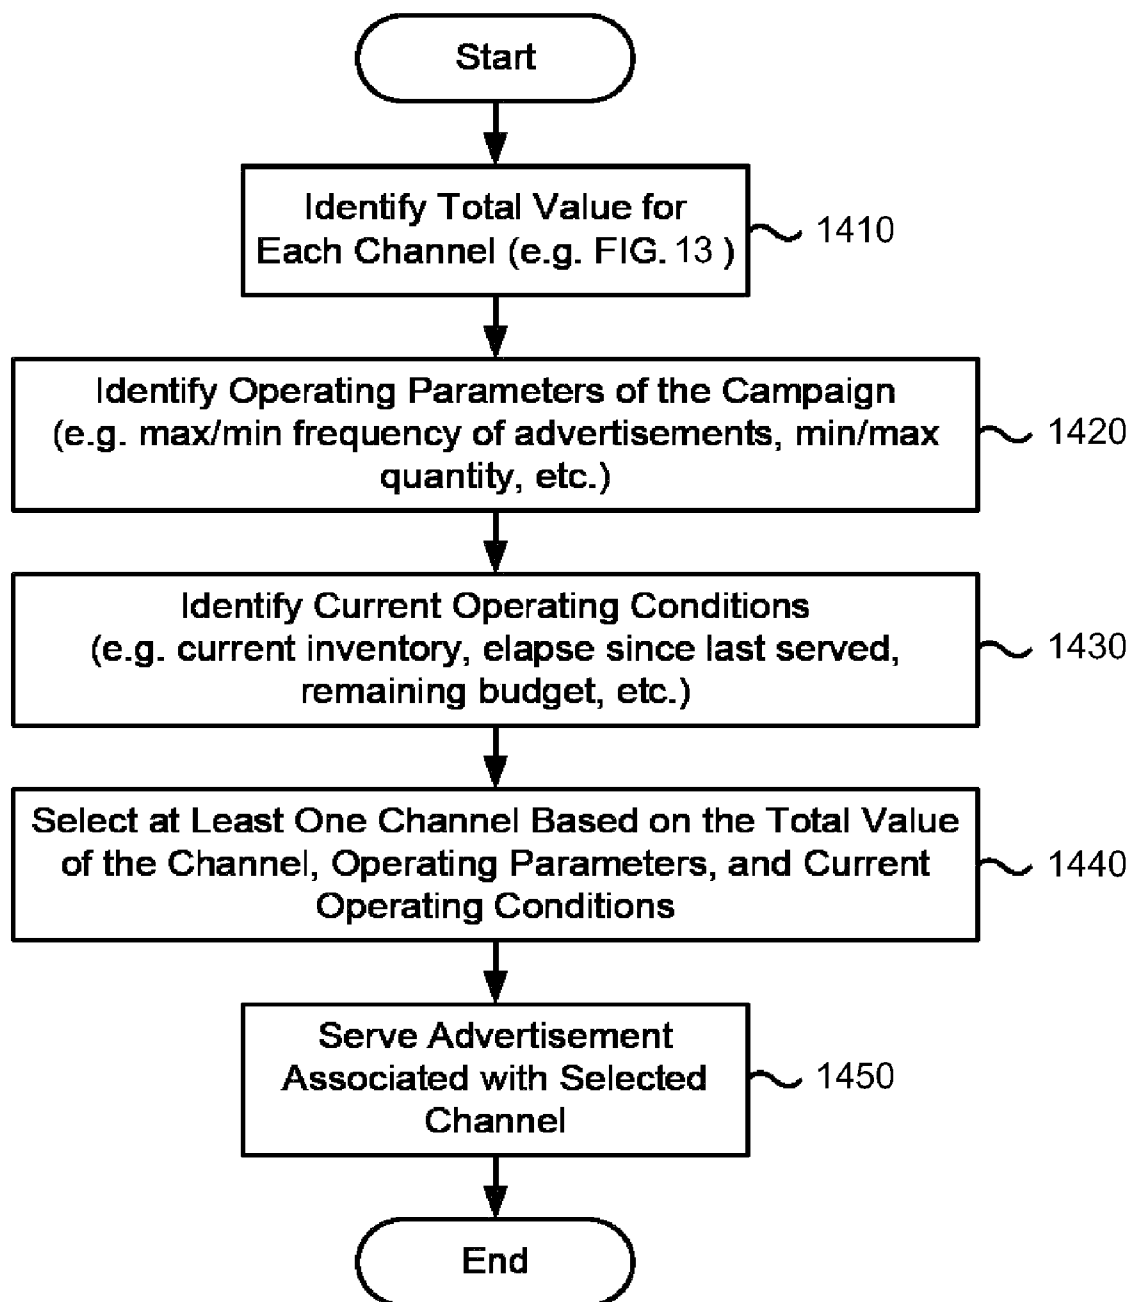 Start
Identify Total Value for
Each Channel (e.g. FIG. 13 )
1410
Identify Operating Parameters of the Campaign
(e.g. max/min frequency of advertisements, min/max
quantity, etc.)
1420
Identify Current Operating Conditions
(e.g. current inventory, elapse since last served,
remaining budget, etc.)
1430
Select at Least One Channel Based on the Total Value
of the Channel, Operating Parameters, and Current
Operating Conditions
1440
Serve Advertisement
Associated with Selected
Channel
1450
End